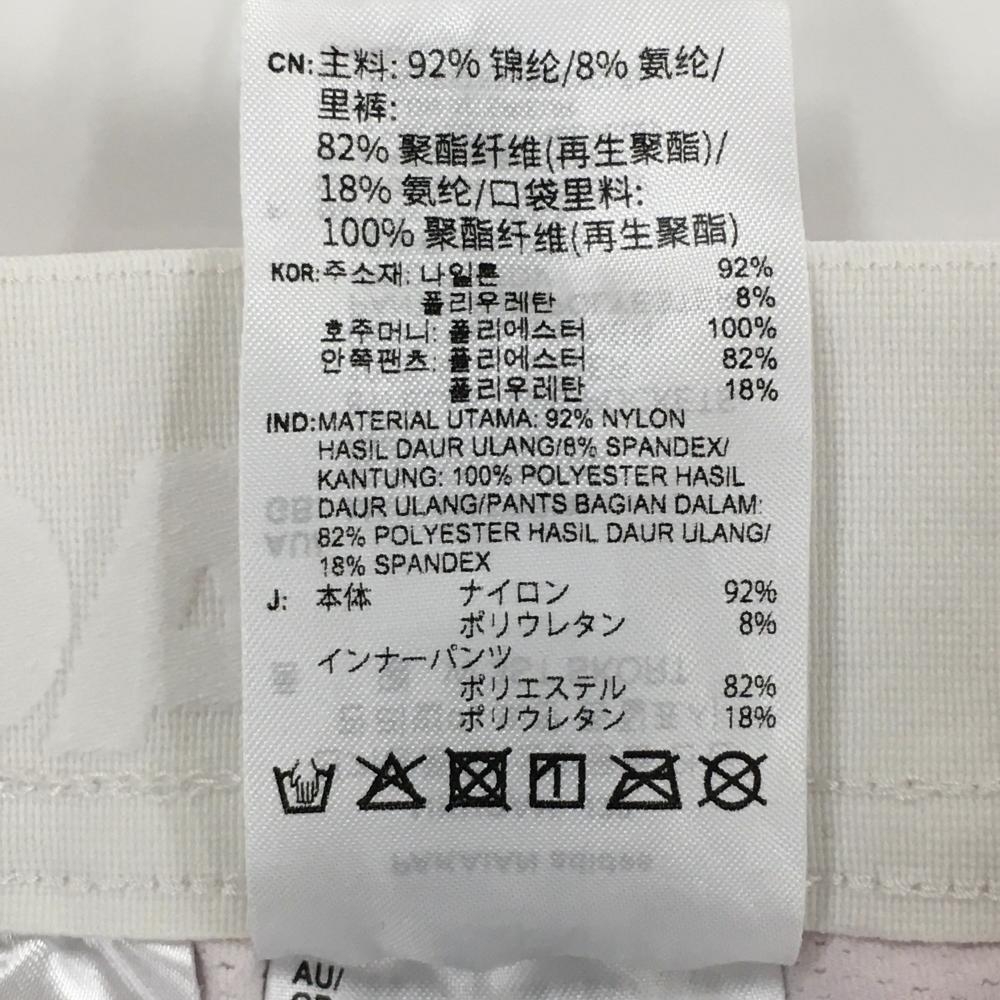 CN: 主料: 92% 锦纶/8% 氨纶/
里裤:
82% 聚酯纤维(再生聚酯)/
18% 氨纶/口袋里料:
100% 聚酯纤维(再生聚酯)
KOR: 주소재: 나일론 92%
폴리우레탄 8%
호주머니: 폴리에스터 100%
안쪽팬츠: 폴리에스터 82%
폴리우레탄 18%
IND: MATERIAL UTAMA: 92% NYLON
HASIL DAUR ULANG/8% SPANDEX/
KANTUNG: 100% POLYESTER HASIL
DAUR ULANG/PANTS BAGIAN DALAM:
82% POLYESTER HASIL DAUR ULANG/
18% SPANDEX
J: 本体 ナイロン 92%
ポリウレタン 8%
インナーパンツ
ポリエステル 82%
ポリウレタン 18%
PAKAIAN adidas
AU/